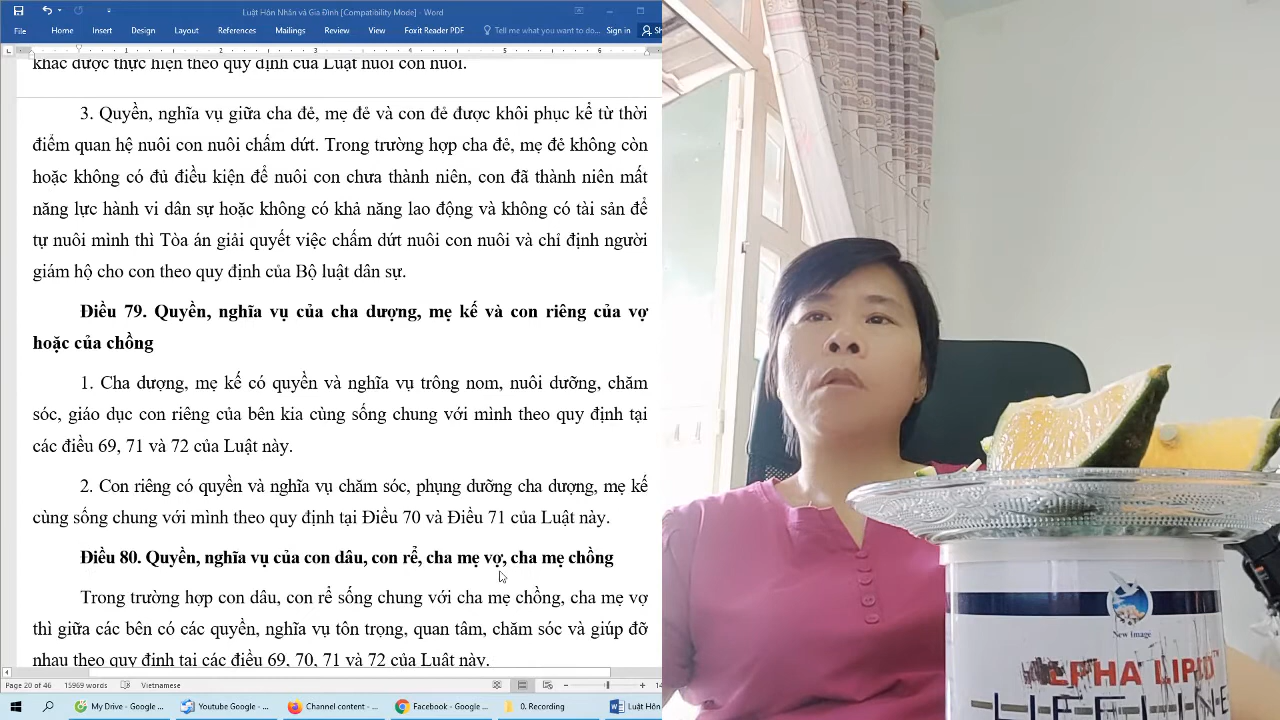 Luật Hôn Nhân và Gia Đình [Compatibility Mode] - Word
File Home Insert Design Layout References Mailings Review View Foxit Reader PDF Tell me what you want to do... Sign in
khác được thực hiện theo quy định của Luật nuôi con nuôi.
3. Quyền, nghĩa vụ giữa cha đẻ, mẹ đẻ và con đẻ được khôi phục kể từ thời
điểm quan hệ nuôi con nuôi chấm dứt. Trong trường hợp cha đẻ, mẹ đẻ không còn
hoặc không có đủ điều kiện để nuôi con chưa thành niên, con đã thành niên mất
năng lực hành vi dân sự hoặc không có khả năng lao động và không có tài sản để
tự nuôi mình thì Tòa án giải quyết việc chấm dứt nuôi con nuôi và chỉ định người
giám hộ cho con theo quy định của Bộ luật dân sự.
Điều 79. Quyền, nghĩa vụ của cha dượng, mẹ kế và con riêng của vợ
hoặc của chồng
1. Cha dượng, mẹ kế có quyền và nghĩa vụ trông nom, nuôi dưỡng, chăm
sóc, giáo dục con riêng của bên kia cùng sống chung với mình theo quy định tại
các điều 69, 71 và 72 của Luật này.
2. Con riêng có quyền và nghĩa vụ chăm sóc, phụng dưỡng cha dượng, mẹ kế
cùng sống chung với mình theo quy định tại Điều 70 và Điều 71 của Luật này.
Điều 80. Quyền, nghĩa vụ của con dâu, con rể, cha mẹ vợ, cha mẹ chồng
Trong trường hợp con dâu, con rể sống chung với cha mẹ chồng, cha mẹ vợ
thì giữa các bên có các quyền, nghĩa vụ tôn trọng, quan tâm, chăm sóc và giúp đỡ
nhau theo quy định tại các điều 69, 70, 71 và 72 của Luật này.
Page 20 of 46 15969 words Vietnamese
My Drive - Google... Youtube Google -... Channel content -... Facebook - Google... Zalo
New Image
LIFELINE